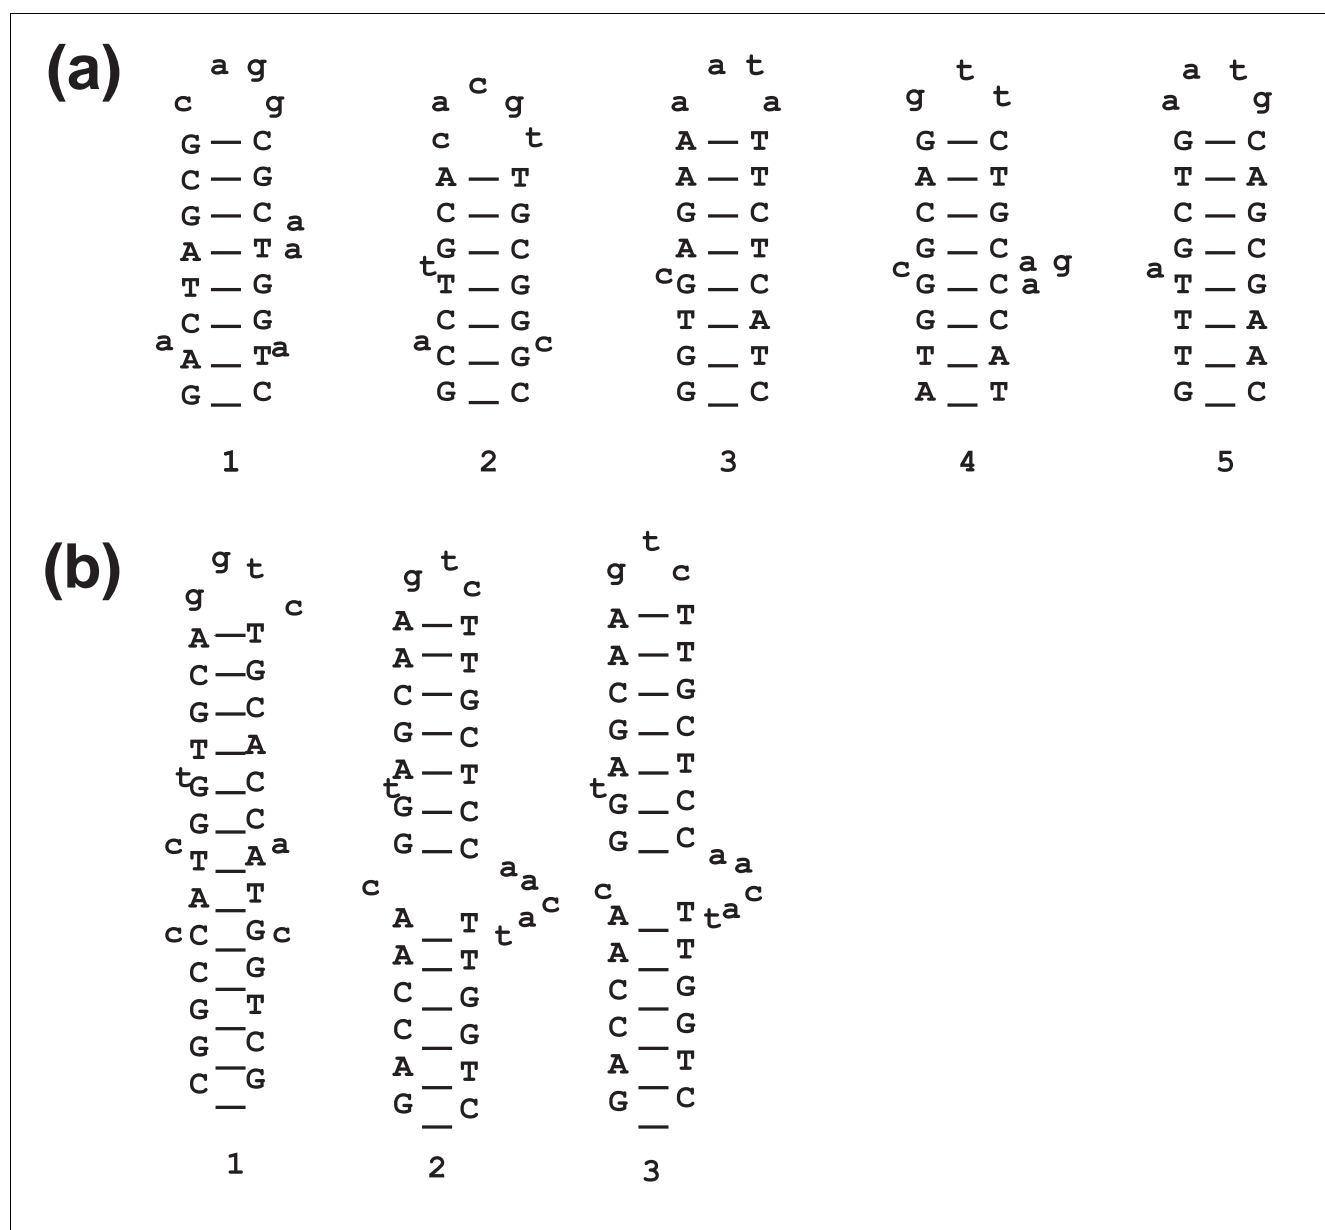 (a)
a g a t t a t
c g a c g a a g t a g
G C c t A T G C G C
C G A T A T A T T A
G C a C G G C C G C G
A T a t G C A T G C a g G C
T G T G c G C c G C a a T G
C G C G T A G C T A
a A T a a C G c G T T A T A
G C G C G C A T G C
1 2 3 4 5
(b)
g t t t
g c g c g c
A T A T A T
C G A T A T
G C C G C G
T A G C G C
t G C t A T t A T
G C G C G C
c T A a G C G C
A T c a a c a a
c C G c A T a c A T t a c
C G A T t A T
G T C G C G
G C C G C G
C G A T A T
G C G C
1 2 3